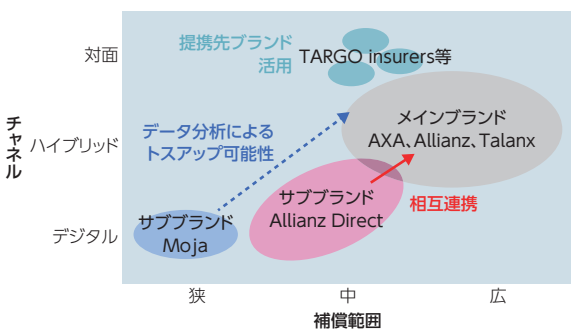 対面
提携先ブランド
活用
TARGO insurers等
チャネル
ハイブリッド
データ分析による
トスアップ可能性
メインブランド
AXA、Allianz、Talanx
サブブランド
Allianz Direct
相互連携
デジタル
サブブランド
Moja
狭
中
広
補償範囲